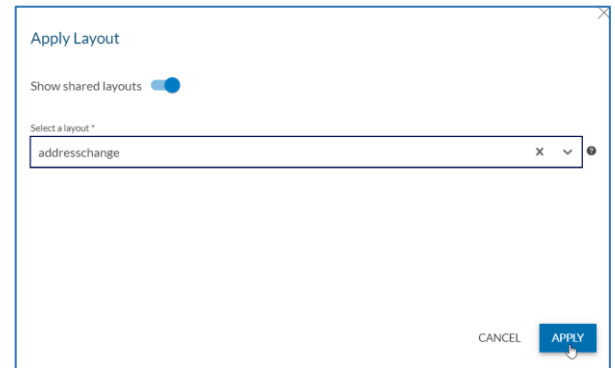 Apply Layout
Show shared layouts
Select a layout *
addresschange
CANCEL APPLY